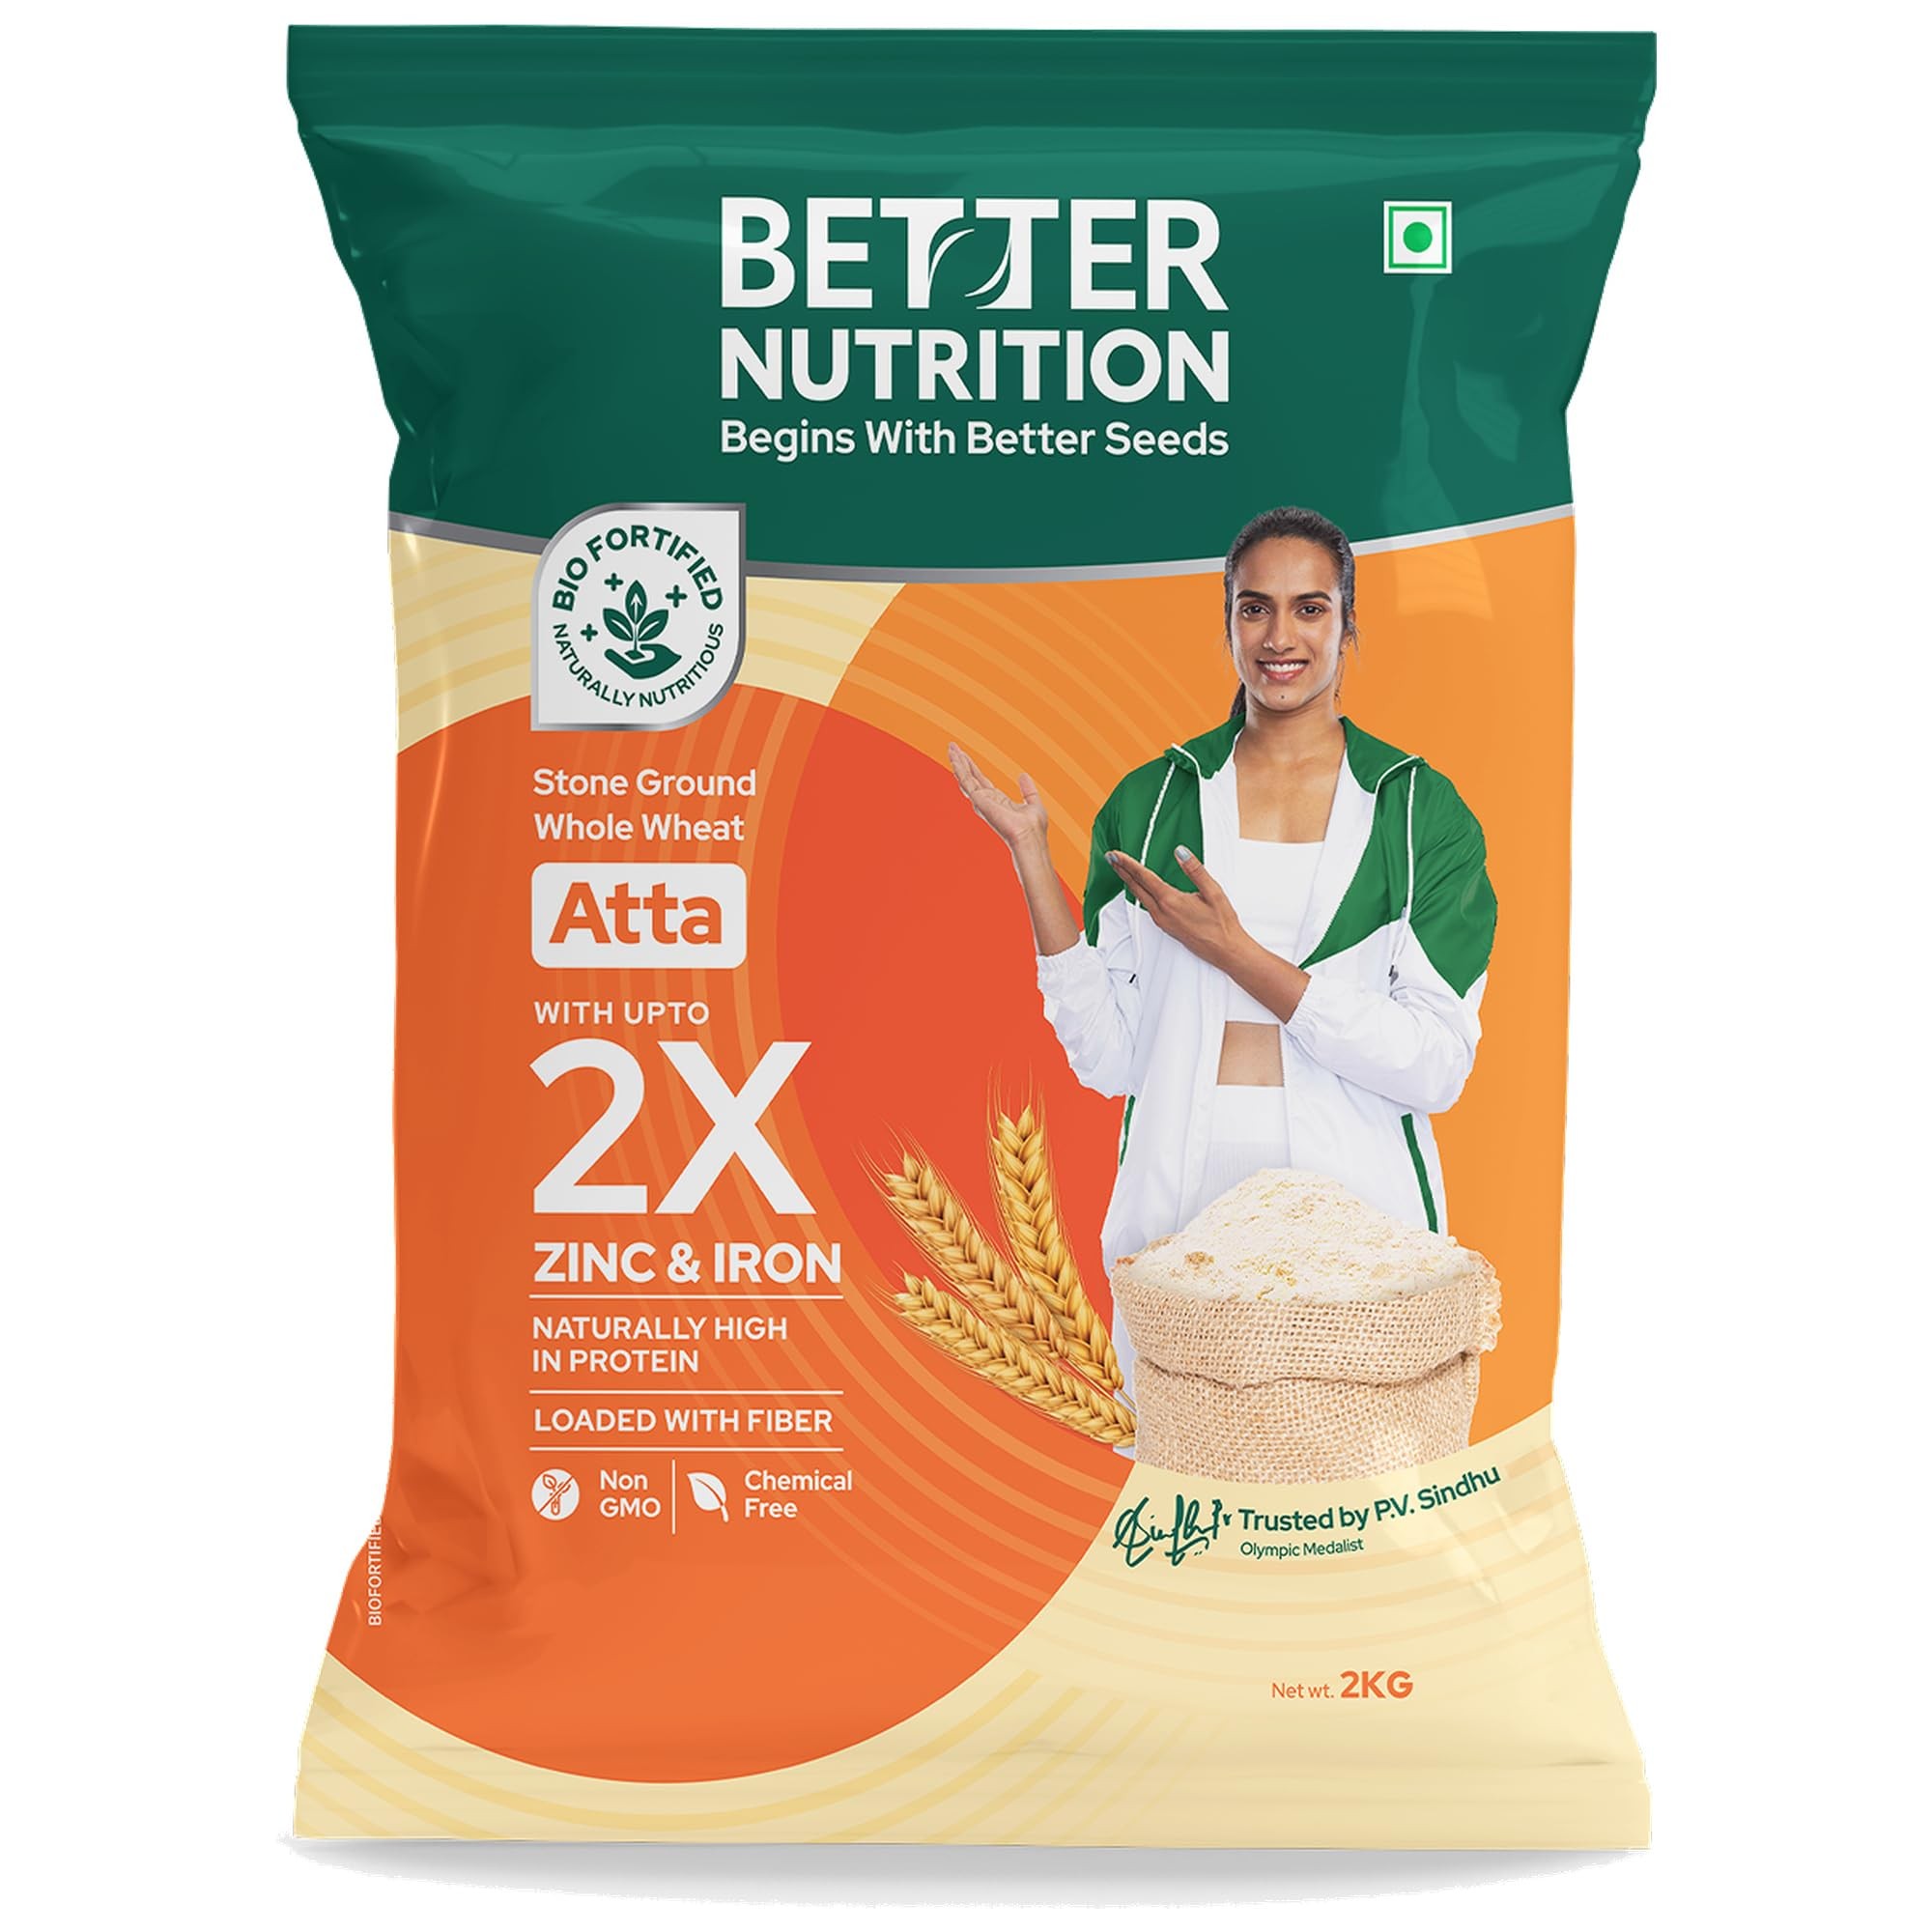 BETTER
NUTRITION
Begins With Better Seeds
BIO FORTIFIED
NATURALLY NUTRITIOUS
Stone Ground
Whole Wheat
Atta
WITH UPTO
2X
ZINC & IRON
NATURALLY HIGH
IN PROTEIN
LOADED WITH FIBER
Non
GMO
Chemical
Free
Trusted by P.V. Sindhu
Olympic Medalist
Net wt. 2KG